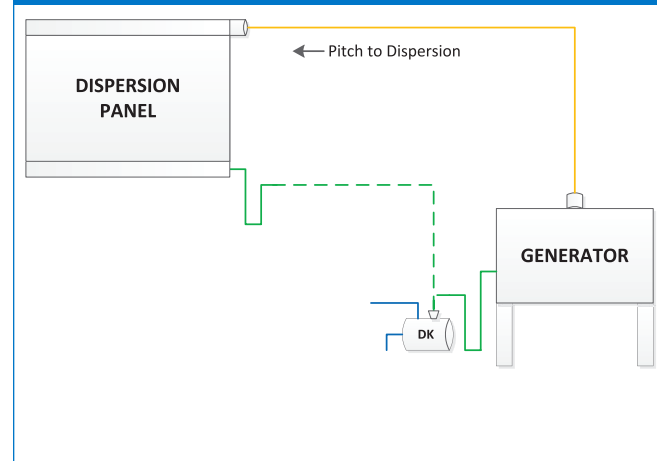 Pitch to Dispersion
DISPERSION
PANEL
GENERATOR
DK